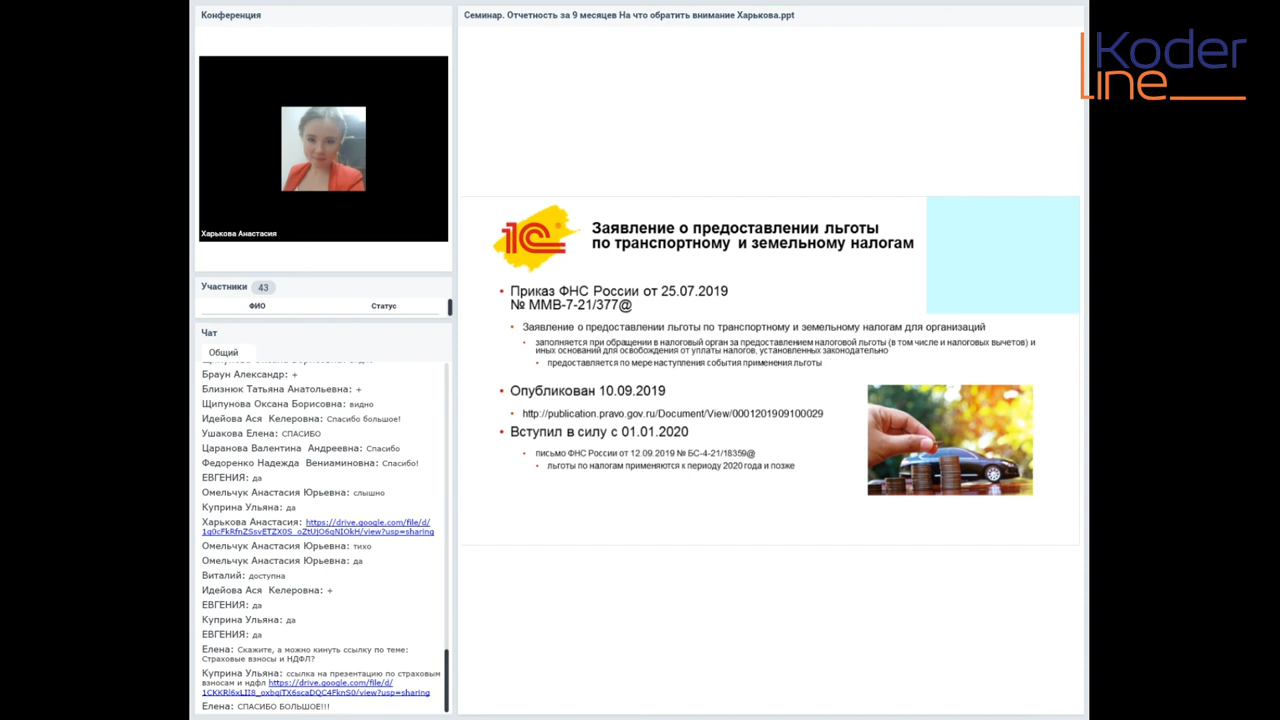 Конференция
Харькова Анастасия
Участники 43
ФИО Статус
Чат
Общий
Браун Александр: +
Близнюк Татьяна Анатольевна: +
Щипунова Оксана Борисовна: видно
Идейова Ася Келеровна: Спасибо большое!
Ушакова Елена: СПАСИБО
Царанова Валентина Андреевна: Спасибо
Федоренко Надежда Вениаминовна: Спасибо!
ЕВГЕНИЯ: да
Омельчук Анастасия Юрьевна: слышно
Куприна Ульяна: да
Харькова Анастасия: https://drive.google.com/file/d/
Омельчук Анастасия Юрьевна: тихо
Омельчук Анастасия Юрьевна: да
Виталий: доступна
Идейова Ася Келеровна: +
ЕВГЕНИЯ: да
Куприна Ульяна: да
ЕВГЕНИЯ: да
Елена: Скажите, а можно кинуть ссылку по теме:
Страховые взносы и НДФЛ?
Куприна Ульяна: ссылка на презентацию по страховым
взносам и ндфл https://drive.google.com/file/d/
Елена: СПАСИБО БОЛЬШОЕ!!!
Семинар. Отчетность за 9 месяцев На что обратить внимание Харькова.ppt
Koder
Line
1С
Заявление о предоставлении льготы
по транспортному и земельному налогам
• Приказ ФНС России от 25.07.2019
№ ММВ-7-21/377@
• Заявление о предоставлении льготы по транспортному и земельному налогам для организаций
• заполняется при обращении в налоговый орган за предоставлением налоговой льготы (в том числе и налоговых вычетов) и
иных оснований для освобождения от уплаты налогов, установленных законодательно
• предоставляется по мере наступления события применения льготы
• Опубликован 10.09.2019
• http://publication.pravo.gov.ru/Document/View/0001201909100029
• Вступил в силу с 01.01.2020
• письмо ФНС России от 12.09.2019 № БС-4-21/18359@
• льготы по налогам применяются к периоду 2020 года и позже